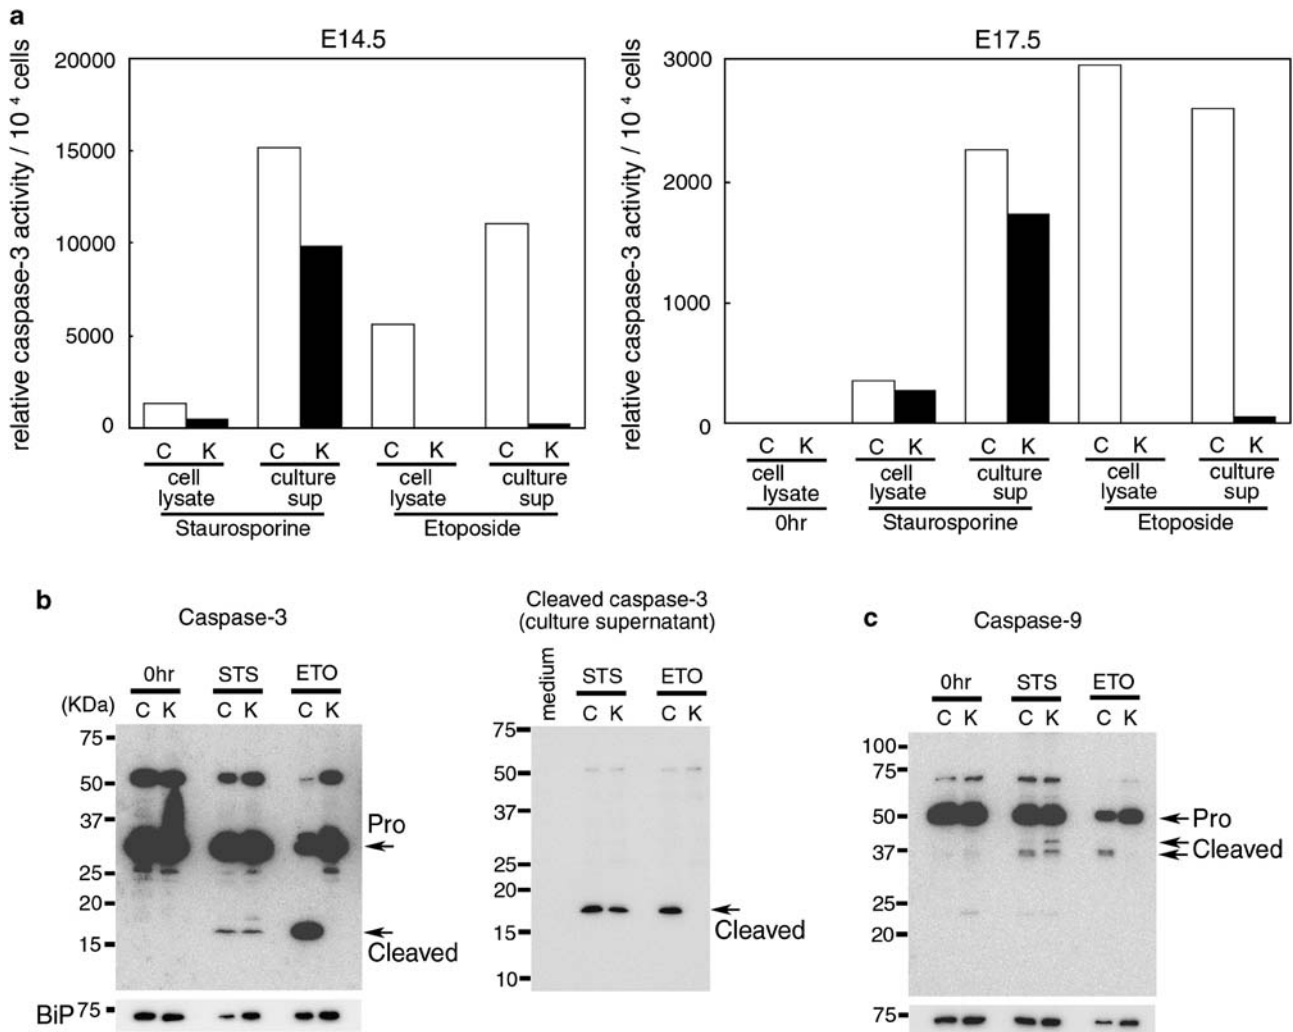 a
E14.5
relative caspase-3 activity / 10 4 cells
20000
15000
10000
5000
0
C K C K C K C K
cell lysate
culture sup
cell lysate
culture sup
Staurosporine
Etoposide
E17.5
relative caspase-3 activity / 10 4 cells
3000
2000
1000
0
C K C K C K C K C K
cell lysate
cell lysate
culture sup
cell lysate
culture sup
0hr
Staurosporine
Etoposide
b
Caspase-3
0hr STS ETO
(KDa) C K C K C K
75
50
37
25
20
15
Pro
Cleaved
BiP 75
Cleaved caspase-3
(culture supernatant)
medium
STS ETO
C K C K
75
50
37
25
20
15
10
Cleaved
c
Caspase-9
0hr STS ETO
C K C K C K
100
75
50
37
25
20
Pro
Cleaved
75